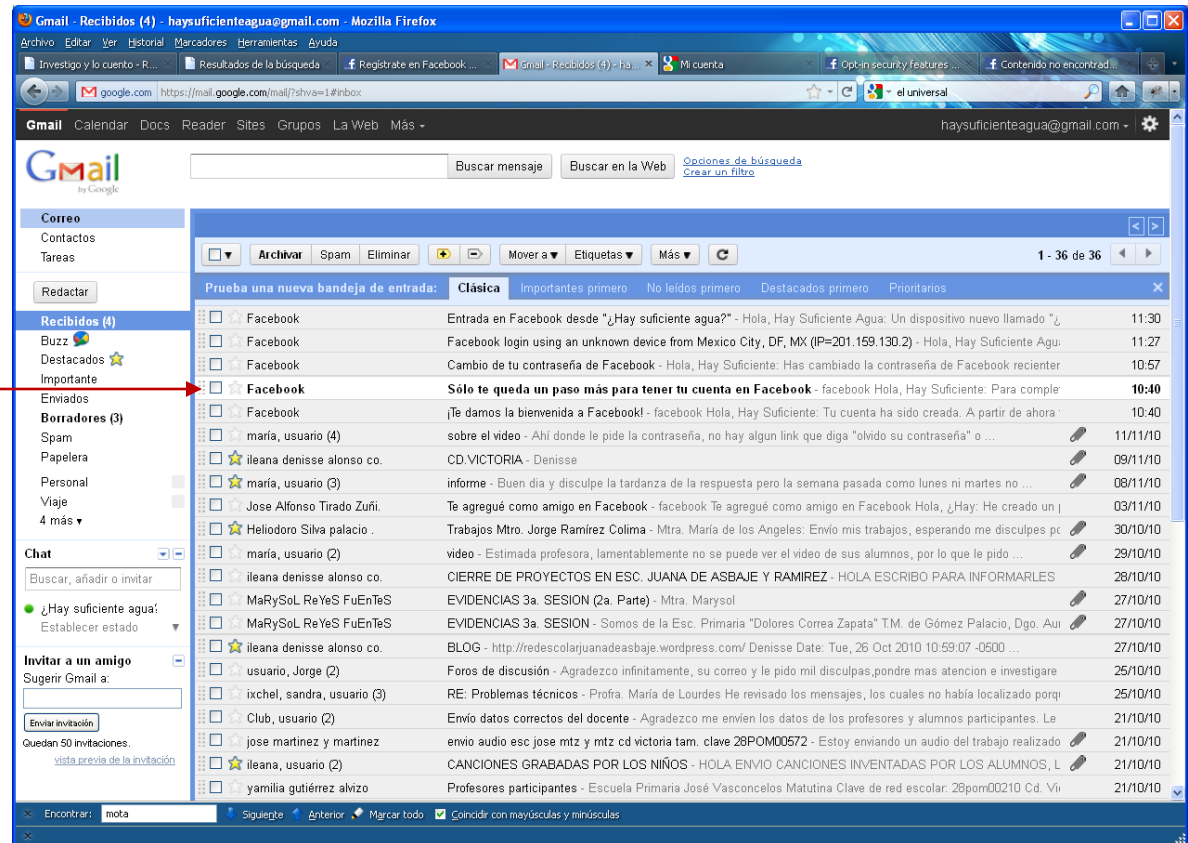 Gmail - Recibidos (4) - haysuficienteagua@gmail.com - Mozilla Firefox
Archivo Editar Ver Historial Marcadores Herramientas Ayuda
Investigo y lo cuento - R... Resultados de la búsqueda Regístrate en Facebook ... Gmail - Recibidos (4) - ha... Mi cuenta Opt-in security features ... Contenido no encontrad...
google.com https://mail.google.com/mail/?shva=1#inbox el universal
Gmail Calendar Docs Reader Sites Grupos La Web Más haysuficienteagua@gmail.com
Gmail by Google
Buscar mensaje Buscar en la Web Opciones de búsqueda
Crear un filtro
Correo
Contactos
Tareas
Redactar
Recibidos (4)
Buzz
Destacados
Importante
Enviados
Borradores (3)
Spam
Papelera
Personal
Viaje
4 más
Chat
Buscar, añadir o invitar
¿Hay suficiente agua?
Establecer estado
Invitar a un amigo
Sugerir Gmail a:
Enviar invitación
Quedan 50 invitaciones.
vista previa de la invitación
< >
Archivar Spam Eliminar Mover a Etiquetas Más C 1 - 36 de 36
Prueba una nueva bandeja de entrada: Clásica Importantes primero No leídos primero Destacados primero Prioritarios ×
Facebook Entrada en Facebook desde "¿Hay suficiente agua?" - Hola, Hay Suficiente Agua: Un dispositivo nuevo llamado "¿ 11:30
Facebook Facebook login using an unknown device from Mexico City, DF, MX (IP=201.159.130.2) - Hola, Hay Suficiente Agua 11:27
Facebook Cambio de tu contraseña de Facebook - Hola, Hay Suficiente: Has cambiado la contraseña de Facebook recienter 10:57
Facebook Sólo te queda un paso más para tener tu cuenta en Facebook - facebook Hola, Hay Suficiente: Para comple 10:40
Facebook ¡Te damos la bienvenida a Facebook! - facebook Hola, Hay Suficiente: Tu cuenta ha sido creada. A partir de ahora 10:40
maría, usuario (4) sobre el video - Ahí donde le pide la contraseña, no hay algun link que diga "olvido su contraseña" o ... 11/11/10
ileana denisse alonso co. CD.VICTORIA - Denisse 09/11/10
maría, usuario (3) informe - Buen dia y disculpe la tardanza de la respuesta pero la semana pasada como lunes ni martes no ... 08/11/10
Jose Alfonso Tirado Zuñi. Te agregué como amigo en Facebook - facebook Te agregué como amigo en Facebook Hola, ¿Hay: He creado un 03/11/10
Heliodoro Silva palacio . Trabajos Mtro. Jorge Ramírez Colima - Mtra. María de los Angeles: Envío mis trabajos, esperando me disculpes pc 30/10/10
maría, usuario (2) video - Estimada profesora, lamentablemente no se puede ver el video de sus alumnos, por lo que le pido ... 29/10/10
ileana denisse alonso co. CIERRE DE PROYECTOS EN ESC. JUANA DE ASBAJE Y RAMIREZ - HOLA ESCRIBO PARA INFORMARLES 28/10/10
MaRySoL ReYeS FuEnTeS EVIDENCIAS 3a. SESION (2a. Parte) - Mtra. Marysol 27/10/10
MaRySoL ReYeS FuEnTeS EVIDENCIAS 3a. SESION - Somos de la Esc. Primaria "Dolores Correa Zapata" T.M. de Gómez Palacio, Dgo. Aui 27/10/10
ileana denisse alonso co. BLOG - http://redescolarjuanadeasbaje.wordpress.com/ Denisse Date: Tue, 26 Oct 2010 10:59:07 -0500 ... 27/10/10
usuario, Jorge (2) Foros de discusión - Agradezco infinitamente, su correo y le pido mil disculpas,pondre mas atencion e investigare 25/10/10
ixchel, sandra, usuario (3) RE: Problemas técnicos - Profra. María de Lourdes He revisado los mensajes, los cuales no había localizado porqu 25/10/10
Club, usuario (2) Envío datos correctos del docente - Agradezco me envíen los datos de los profesores y alumnos participantes. Le 21/10/10
jose martinez y martinez envio audio esc jose mtz y mtz cd victoria tam. clave 28POM00572 - Estoy enviando un audio del trabajo realizado 21/10/10
ileana, usuario (2) CANCIONES GRABADAS POR LOS NIÑOS - HOLA ENVIO CANCIONES INVENTADAS POR LOS ALUMNOS, L 21/10/10
yamilia gutiérrez alvizo Profesores participantes - Escuela Primaria José Vasconcelos Matutina Clave de red escolar: 28pom00210 Cd. Vi 21/10/10
Encontrar: mota Siguiente Anterior Marcar todo Coincidir con mayúsculas y minúsculas